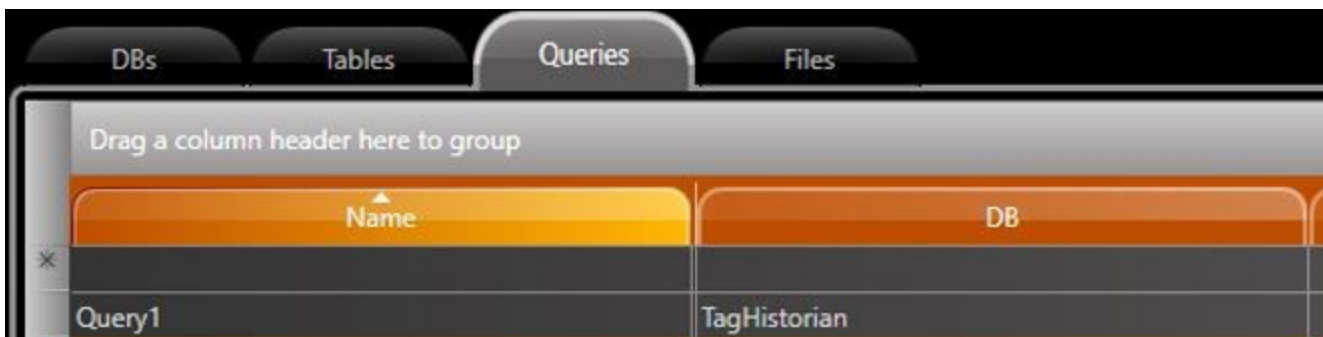 DBs Tables Queries Files
Drag a column header here to group
Name DB
*
Query1 TagHistorian